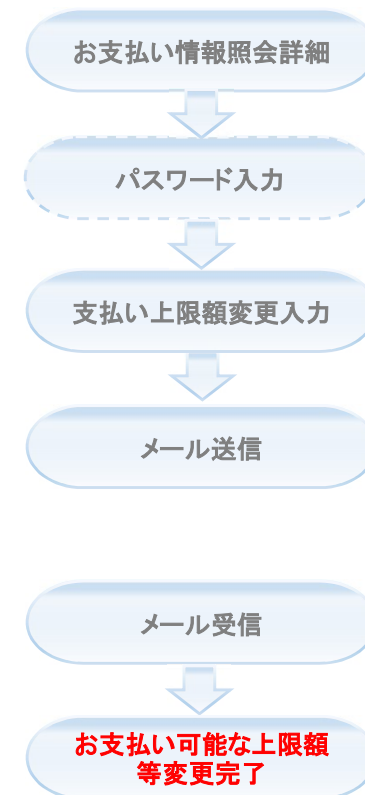 お支払い情報照会詳細
パスワード入力
支払い上限額変更入力
メール送信
メール受信
お支払い可能な上限額
等変更完了